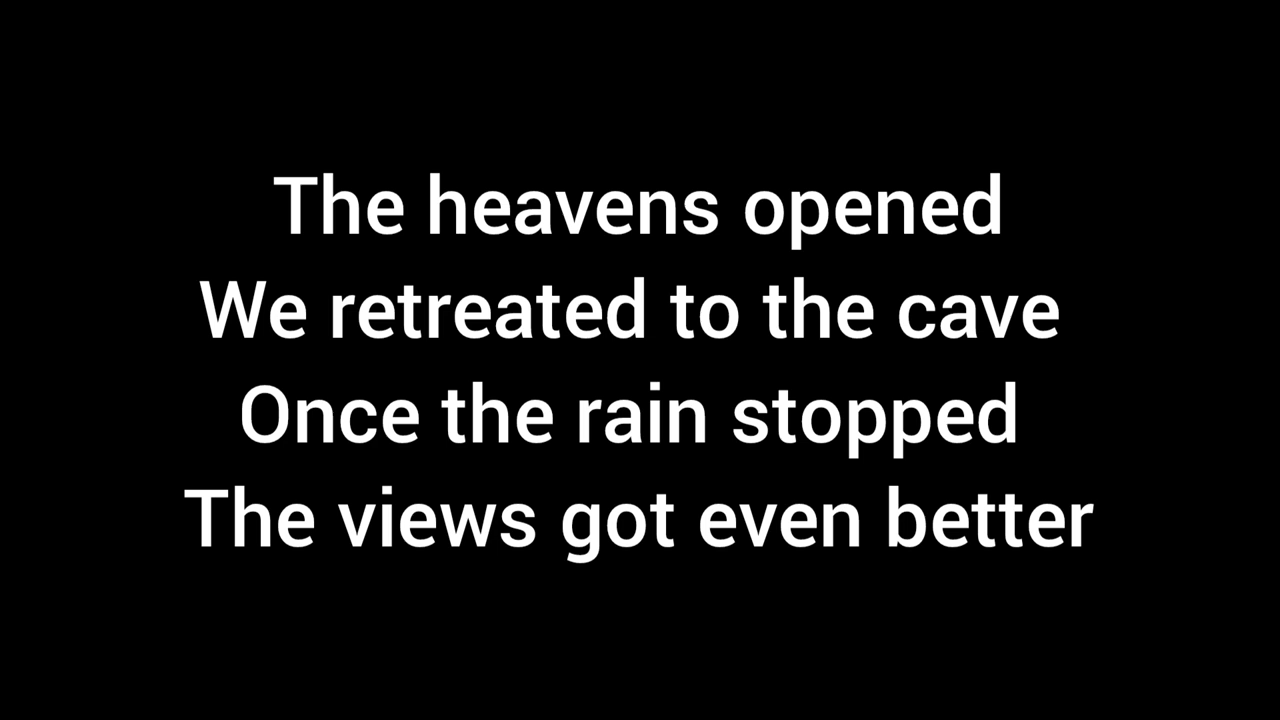 The heavens opened
We retreated to the cave
Once the rain stopped
The views got even better